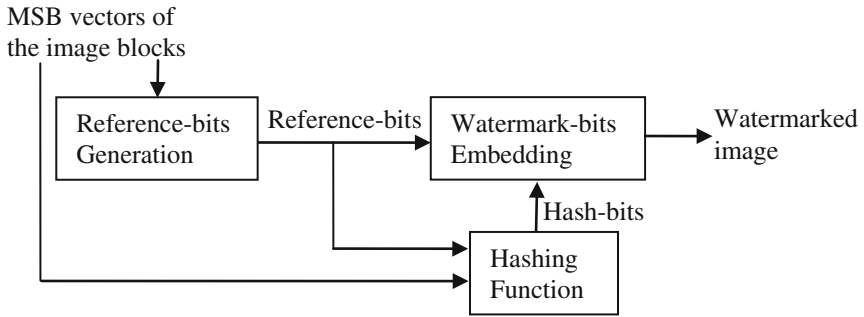 MSB vectors of
the image blocks
Reference-bits
Generation
Reference-bits
Watermark-bits
Embedding
Watermarked
image
Hash-bits
Hashing
Function